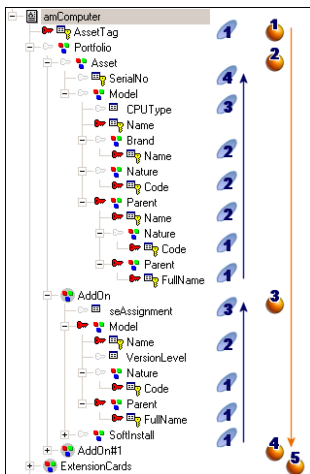 amComputer
AssetTag 1 1
Portfolio 2
Asset
SerialNo 4
Model
CPUType 3
Name
Brand
Name 2
Nature
Code 2
Parent
Name 2
Nature
Code 1
Parent
FullName 1
AddOn 3
seAssignment 3
Model
Name 2
VersionLevel
Nature
Code 1
Parent
FullName 1
SoftInstall 1
AddOn#1 4
ExtensionCards 5